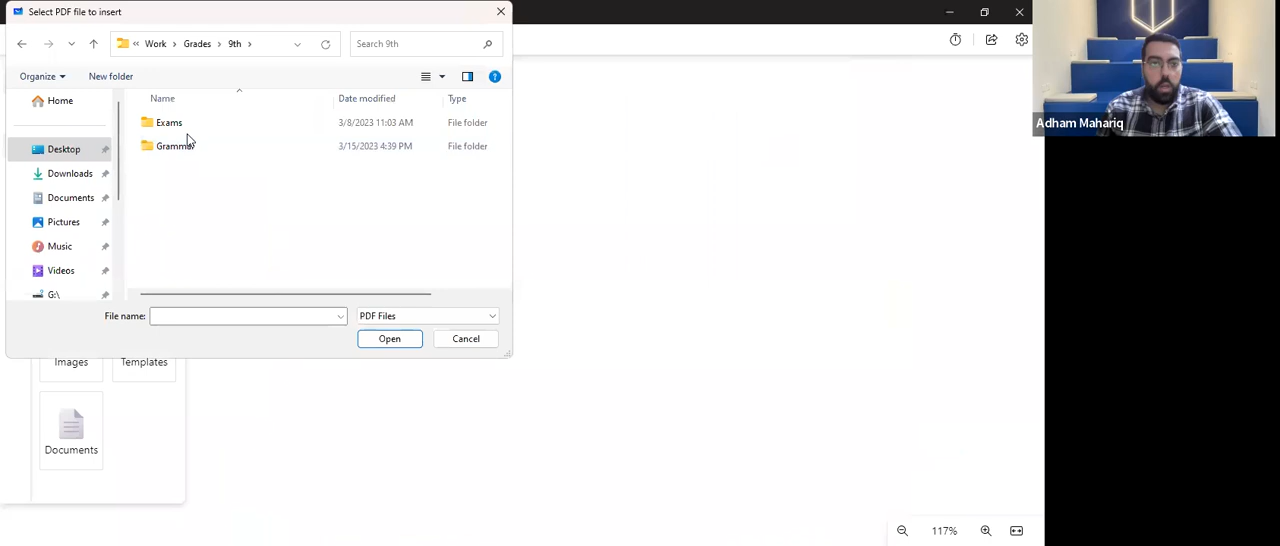 Select PDF file to insert
Work Grades 9th
Search 9th
Organize New folder
Name Date modified Type
Home
Exams 3/8/2023 11:03 AM File folder
Grammar 3/15/2023 4:39 PM File folder
Desktop
Downloads
Documents
Pictures
Music
Videos
G:\
File name: PDF Files
Open Cancel
Images Templates
Documents
117%
Adham Mahariq